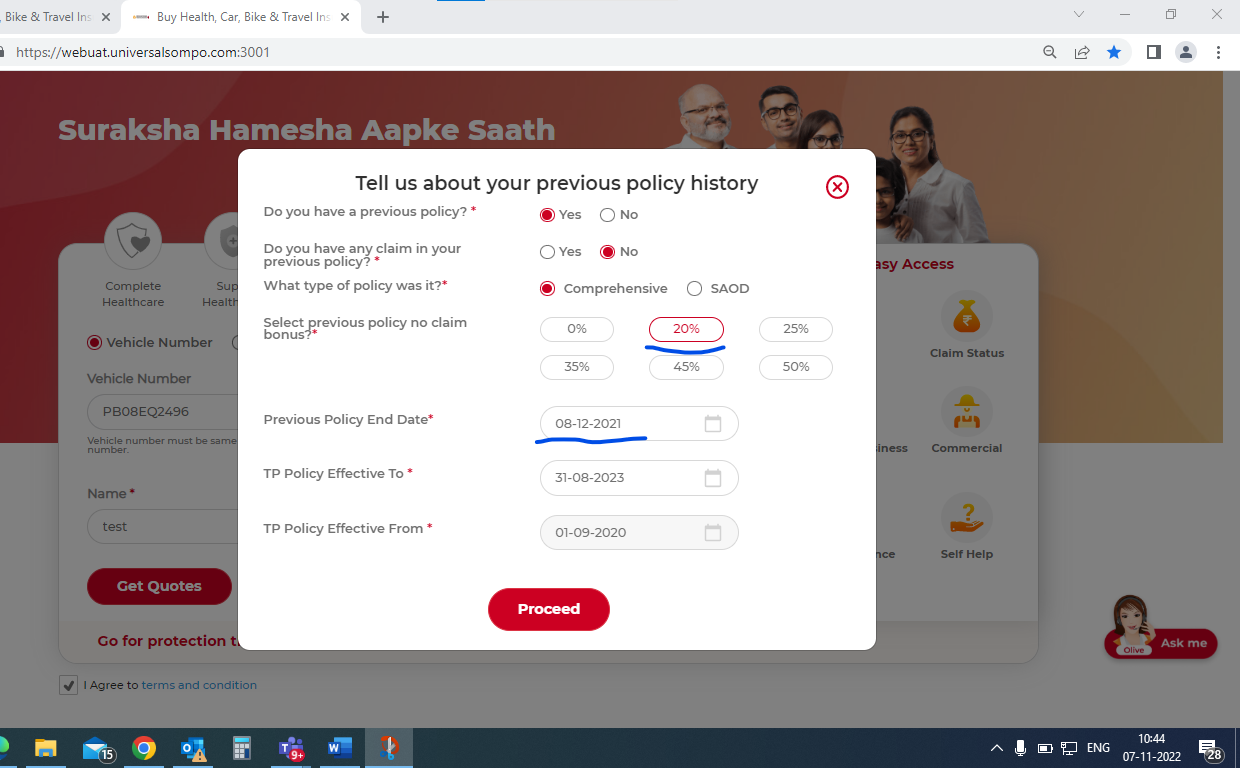 , Bike & Travel Ins
Buy Health, Car, Bike & Travel Ins
https://webuat.universalsompo.com:3001
Suraksha Hamesha Aapke Saath
Tell us about your previous policy history
Do you have a previous policy? *
Yes
No
Do you have any claim in your
previous policy? *
Yes
No
What type of policy was it?*
Comprehensive
SAOD
Select previous policy no claim
bonus?*
0%
20%
25%
35%
45%
50%
Previous Policy End Date*
08-12-2021
TP Policy Effective To *
31-08-2023
TP Policy Effective From *
01-09-2020
Proceed
Complete
Healthcare
Sup
Health
Vehicle Number
Vehicle Number
PB08EQ2496
Vehicle number must be same
number.
Name *
test
Get Quotes
Go for protection t
I Agree to terms and condition
asy Access
Claim Status
iness
Commercial
nce
Self Help
Olive
Ask me
15
9+
ENG
10:44
07-11-2022
28